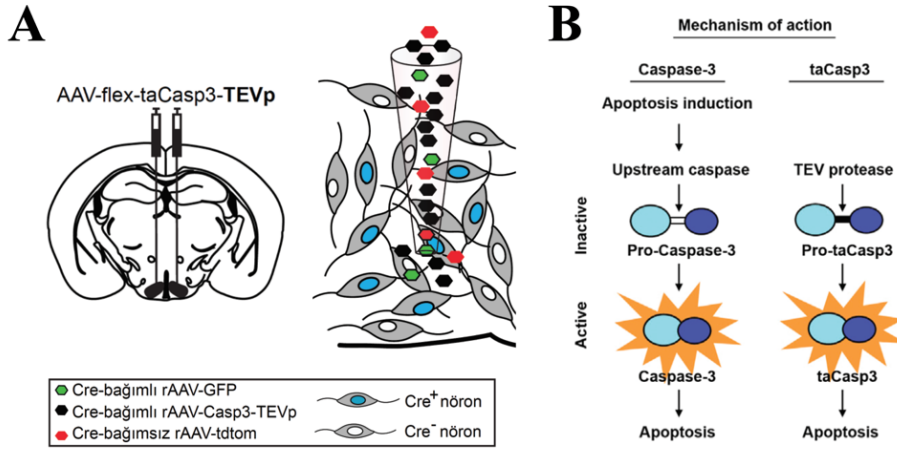 A
AAV-flex-taCasp3-TEVp
Cre-bağımlı rAAV-GFP
Cre-bağımlı rAAV-Casp3-TEVp
Cre-bağımsız rAAV-tdtom
Cre+ nöron
Cre- nöron
B
Mechanism of action
Caspase-3
taCasp3
Apoptosis induction
Upstream caspase
TEV protease
Inactive
Pro-Caspase-3
Pro-taCasp3
Active
Caspase-3
taCasp3
Apoptosis
Apoptosis